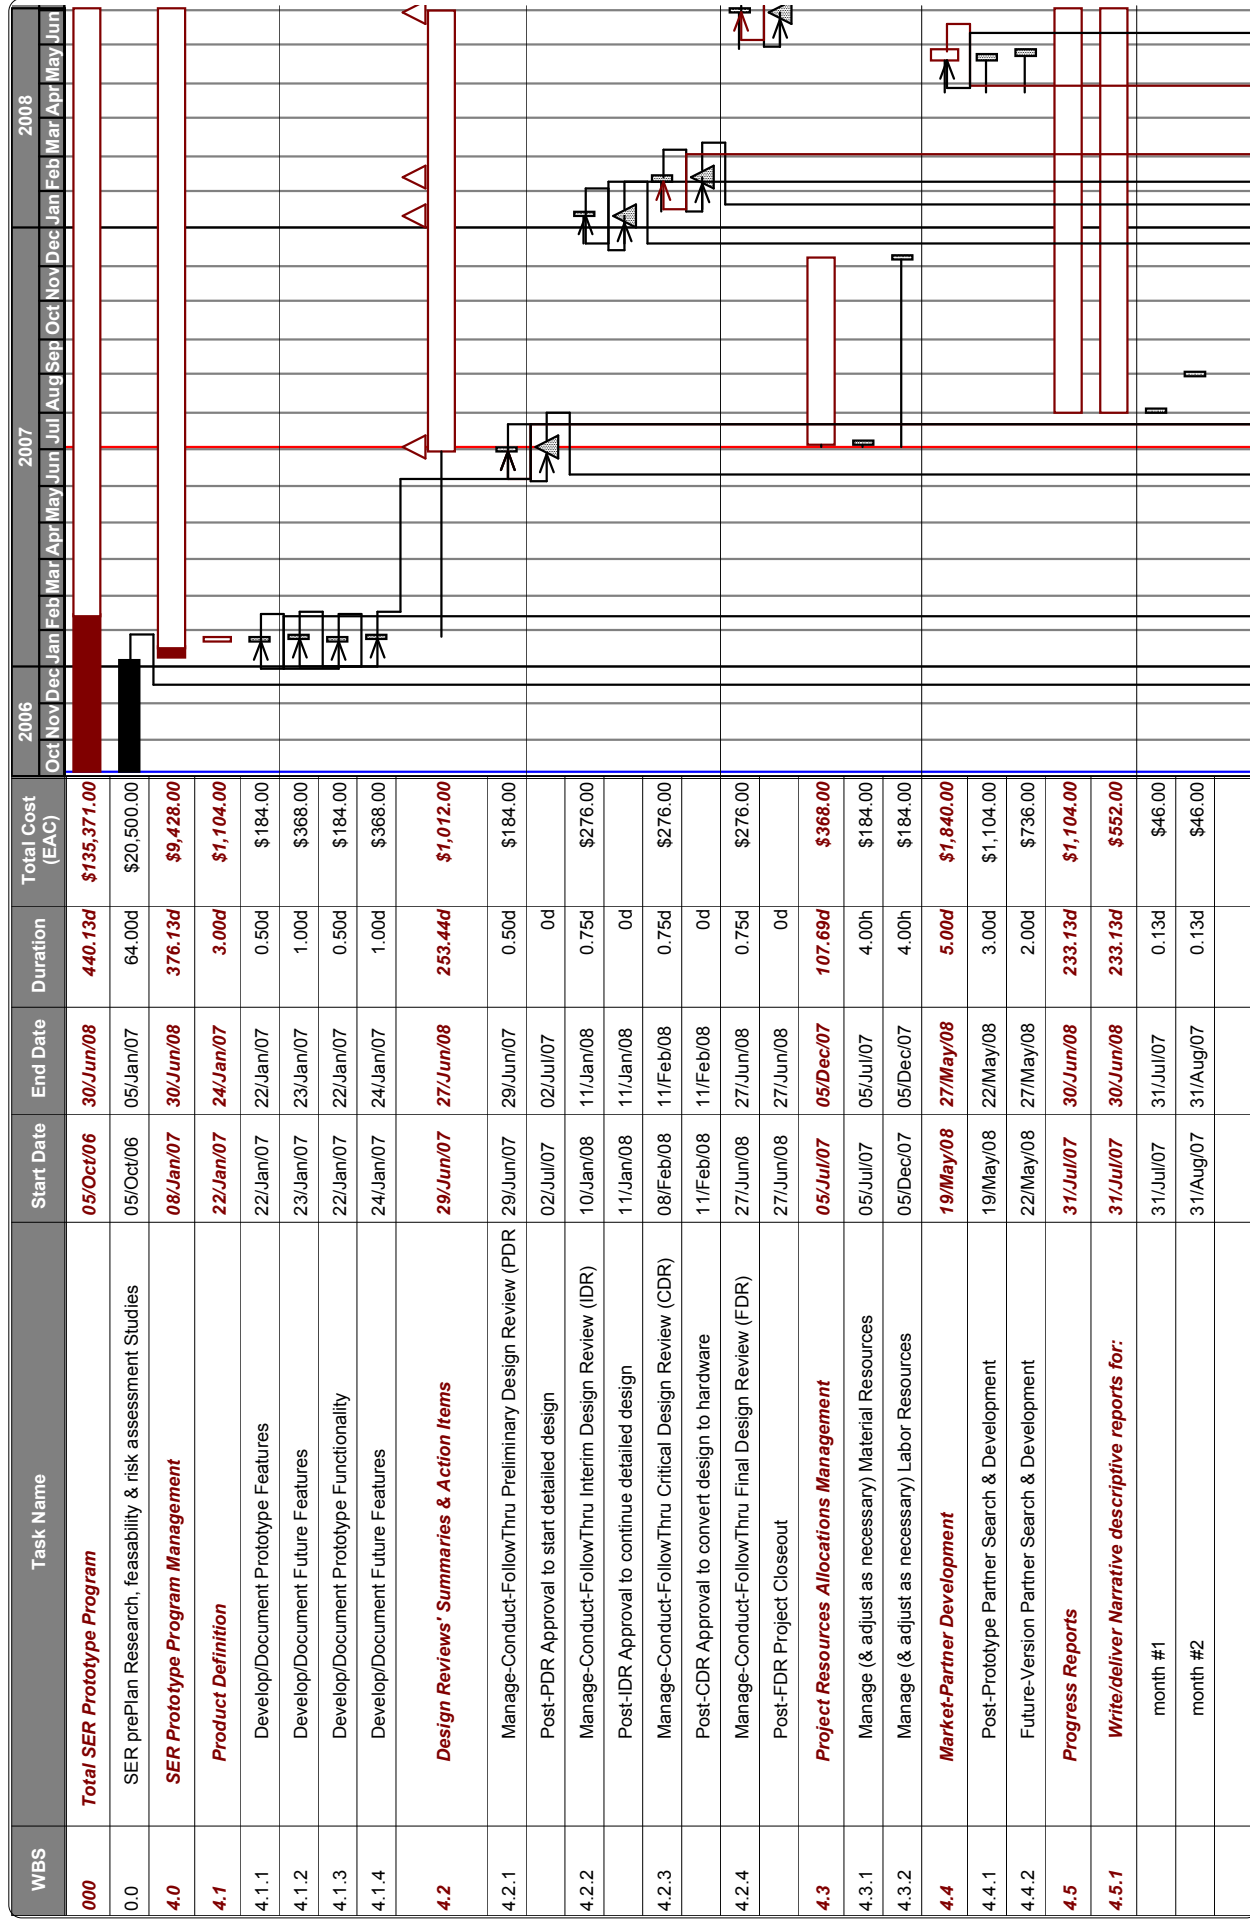 WBS Task Name Start Date End Date Duration Total Cost (EAC) 2006 2007 2008
Oct Nov Dec Jan Feb Mar Apr May Jun Jul Aug Sep Oct Nov Dec Jan Feb Mar Apr May Jun
000 Total SER Prototype Program 05/Oct/06 30/Jun/08 440.13d $135,371.00
0.0 SER prePlan Research, feasability & risk assessment Studies 05/Oct/06 05/Jan/07 64.00d $20,500.00
4.0 SER Prototype Program Management 08/Jan/07 30/Jun/08 376.13d $9,428.00
4.1 Product Definition 22/Jan/07 24/Jan/07 3.00d $1,104.00
4.1.1 Develop/Document Prototype Features 22/Jan/07 22/Jan/07 0.50d $184.00
4.1.2 Develop/Document Future Features 23/Jan/07 23/Jan/07 1.00d $368.00
4.1.3 Develop/Document Prototype Functionality 22/Jan/07 22/Jan/07 0.50d $184.00
4.1.4 Develop/Document Future Features 24/Jan/07 24/Jan/07 1.00d $368.00
4.2 Design Reviews' Summaries & Action Items 29/Jun/07 27/Jun/08 253.44d $1,012.00
4.2.1 Manage-Conduct-FollowThru Preliminary Design Review (PDR 29/Jun/07 29/Jun/07 0.50d $184.00
Post-PDR Approval to start detailed design 02/Jul/07 02/Jul/07 0d
4.2.2 Manage-Conduct-FollowThru Interim Design Review (IDR) 10/Jan/08 11/Jan/08 0.75d $276.00
Post-IDR Approval to continue detailed design 11/Jan/08 11/Jan/08 0d
4.2.3 Manage-Conduct-FollowThru Critical Design Review (CDR) 08/Feb/08 11/Feb/08 0.75d $276.00
Post-CDR Approval to convert design to hardware 11/Feb/08 11/Feb/08 0d
4.2.4 Manage-Conduct-FollowThru Final Design Review (FDR) 27/Jun/08 27/Jun/08 0.75d $276.00
Post-FDR Project Closeout 27/Jun/08 27/Jun/08 0d
4.3 Project Resources Allocations Management 05/Jul/07 05/Dec/07 107.69d $368.00
4.3.1 Manage (& adjust as necessary) Material Resources 05/Jul/07 05/Jul/07 4.00h $184.00
4.3.2 Manage (& adjust as necessary) Labor Resources 05/Dec/07 05/Dec/07 4.00h $184.00
4.4 Market-Partner Development 19/May/08 27/May/08 5.00d $1,840.00
4.4.1 Post-Prototype Partner Search & Development 19/May/08 22/May/08 3.00d $1,104.00
4.4.2 Future-Version Partner Search & Development 22/May/08 27/May/08 2.00d $736.00
4.5 Progress Reports 31/Jul/07 30/Jun/08 233.13d $1,104.00
4.5.1 Write/deliver Narrative descriptive reports for: 31/Jul/07 30/Jun/08 233.13d $552.00
month #1 31/Jul/07 31/Jul/07 0.13d $46.00
month #2 31/Aug/07 31/Aug/07 0.13d $46.00